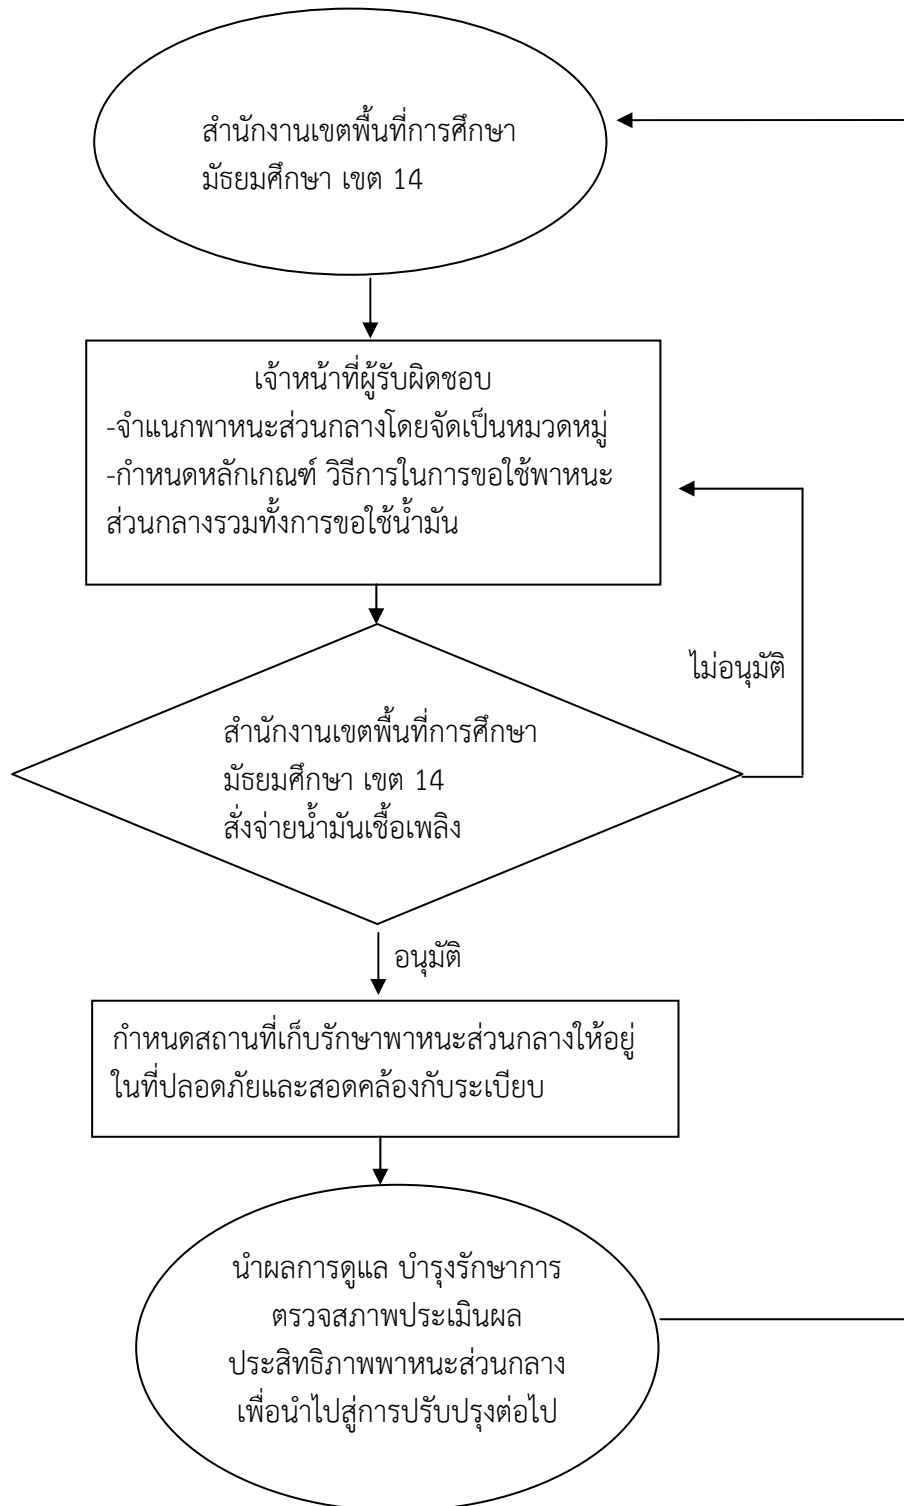 สำนักงานเขตพื้นที่การศึกษา
มัธยมศึกษา เขต 14
เจ้าหน้าที่ผู้รับผิดชอบ
-จำแนกพาหนะส่วนกลางโดยจัดเป็นหมวดหมู่
-กำหนดหลักเกณฑ์ วิธีการในการขอใช้พาหนะ
ส่วนกลางรวมทั้งการขอใช้น้ำมัน
ไม่อนุมัติ
สำนักงานเขตพื้นที่การศึกษา
มัธยมศึกษา เขต 14
สั่งจ่ายน้ำมันเชื้อเพลิง
อนุมัติ
กำหนดสถานที่เก็บรักษาพาหนะส่วนกลางให้อยู่
ในที่ปลอดภัยและสอดคล้องกับระเบียบ
นำผลการดูแล บำรุงรักษาการ
ตรวจสภาพประเมินผล
ประสิทธิภาพพาหนะส่วนกลาง
เพื่อนำไปสู่การปรับปรุงต่อไป